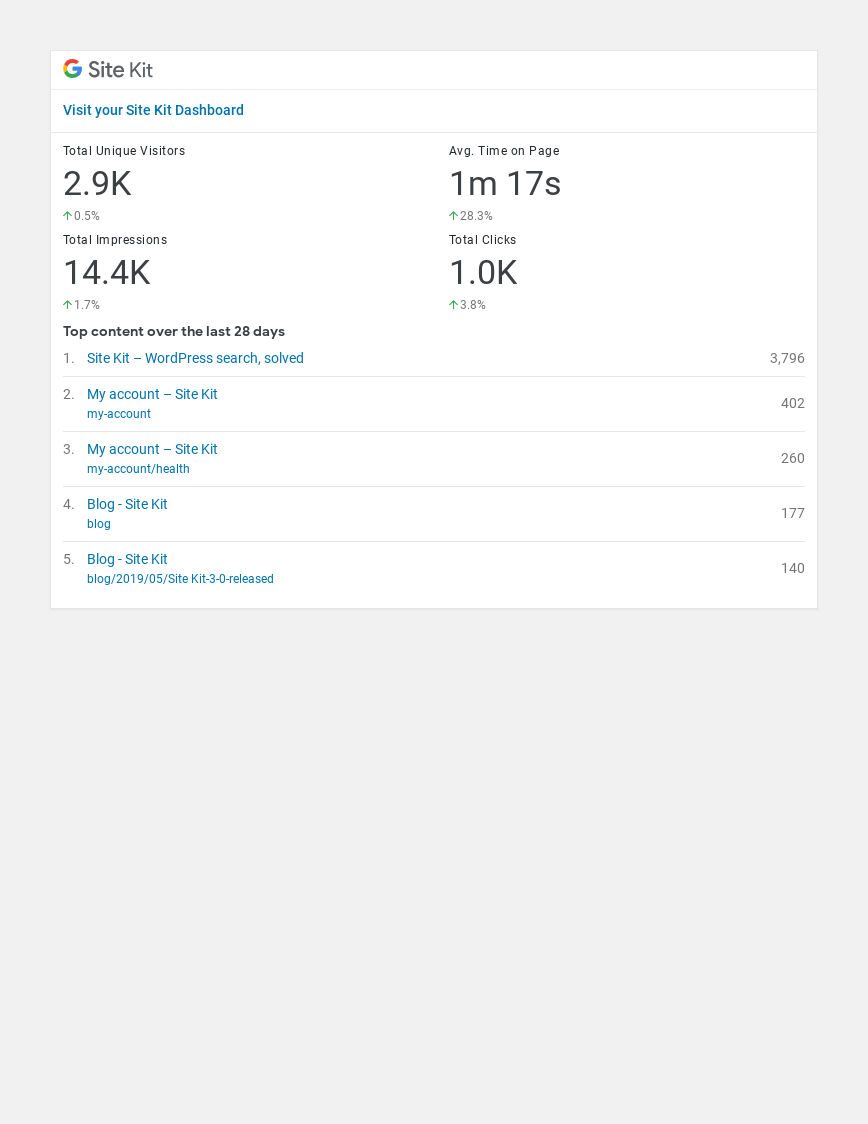 Site Kit
Visit your Site Kit Dashboard
Total Unique Visitors
2.9K
0.5%
Avg. Time on Page
1m 17s
28.3%
Total Impressions
14.4K
1.7%
Total Clicks
1.0K
3.8%
Top content over the last 28 days
1. Site Kit – WordPress search, solved 3,796
2. My account – Site Kit 402
my-account
3. My account – Site Kit 260
my-account/health
4. Blog - Site Kit 177
blog
5. Blog - Site Kit 140
blog/2019/05/Site Kit-3-0-released